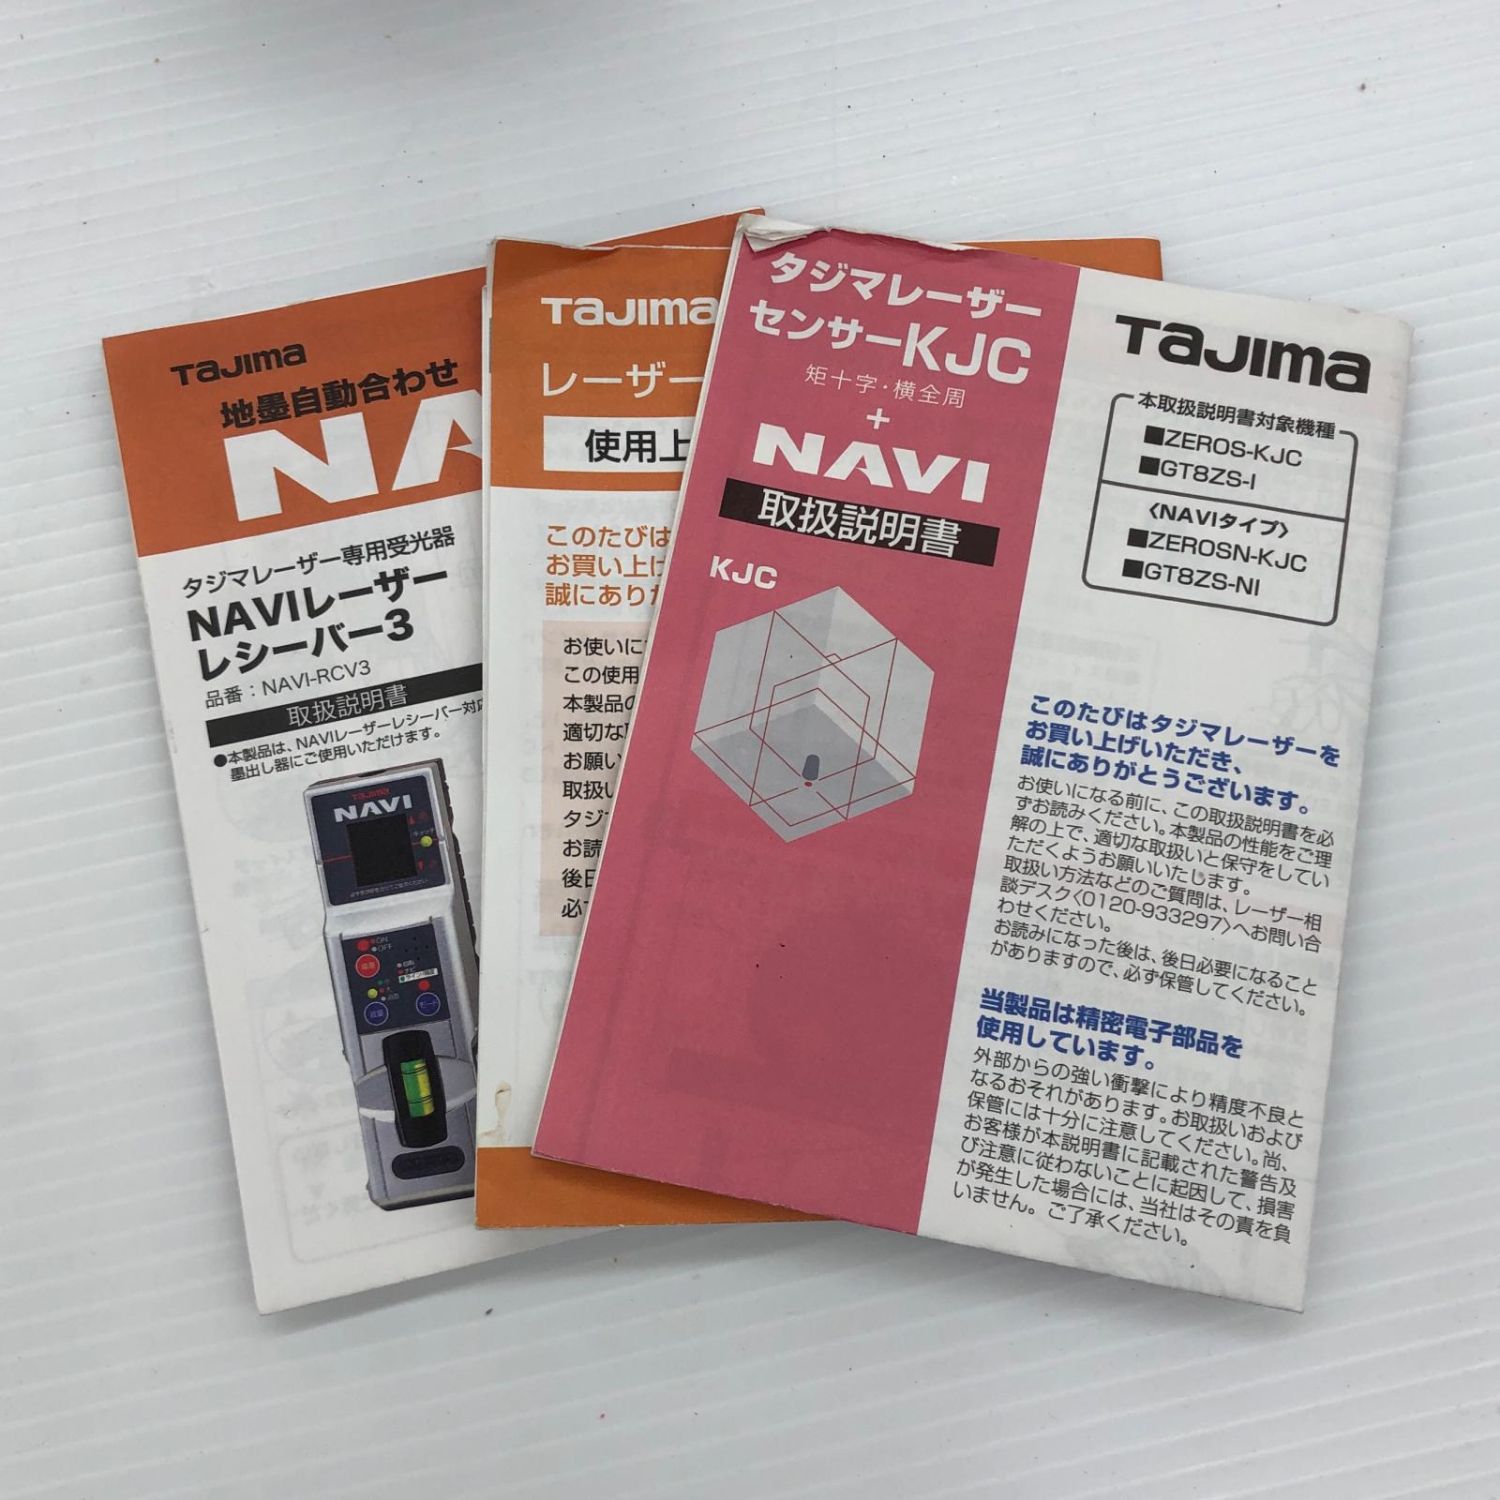 TaJIma
地墨自動合わせ
NA
タジマレーザー専用受光器
NAVIレーザー
レシーバー3
品番：NAVI-RCV3
取扱説明書
●本製品は、NAVIレーザーレシーバー対応
墨出し器にご使用いただけます。
TaJIma
NAVI
ON
OFF
モード
TaJIma
レーザー
使用上
このたびは
お買い上げ
誠にあり
お使いに
この使用
本製品の
適切な
お願い
取扱い
タジ
お読
後日
必
タジマレーザー
センサーKJC
矩十字・横全周
+
NAVI
取扱説明書
KJC
TaJIma
本取扱説明書対象機種
■ZEROS-KJC
■GT8ZS-I
〈NAVIタイプ〉
■ZEROSN-KJC
■GT8ZS-NI
このたびはタジマレーザーを
お買い上げいただき、
誠にありがとうございます。
お使いになる前に、この取扱説明書を必
ずお読みください。本製品の性能をご理
解の上で、適切な取扱いと保守をしてい
ただくようお願いいたします。
取扱い方法などのご質問は、レーザー相
談デスク〈0120-933297〉へお問い合
わせください。
お読みになった後は、後日必要になること
がありますので、必ず保管してください。
当製品は精密電子部品を
使用しています。
外部からの強い衝撃により精度不良と
なるおそれがあります。お取扱いおよび
保管には十分に注意してください。尚、
お客様が本説明書に記載された警告及
び注意に従わないことに起因して、損害
が発生した場合には、当社はその責を負
いません。ご了承ください。